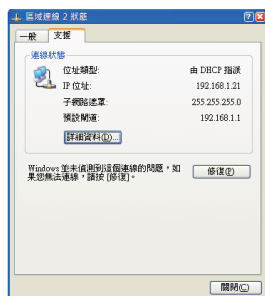 區域連線 2 狀態
一般 支援
連線狀態
位址類型: 由 DHCP 指派
IP 位址: 192.168.1.21
子網路遮罩: 255.255.255.0
預設閘道: 192.168.1.1
詳細資料(D)...
Windows 並未偵測到這個連線的問題，如
果您無法連線，請按 [修復]。
修復(P)
關閉(C)